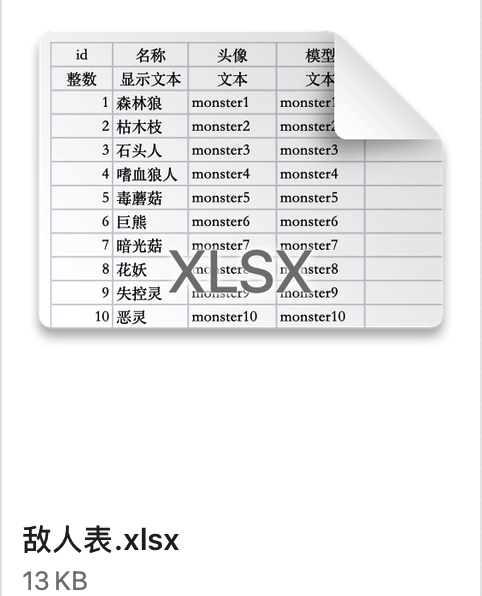 id 名称 头像 模型
整数 显示文本 文本 文本
1 森林狼 monster1 monster1
2 枯木枝 monster2 monster2
3 石头人 monster3 monster3
4 嗜血狼人 monster4 monster4
5 毒蘑菇 monster5 monster5
6 巨熊 monster6 monster6
7 暗光菇 monster7 monster7
8 花妖 monster8 monster8
9 失控灵 monster9 monster9
10 恶灵 monster10 monster10
XLSX
敌人表.xlsx
13 KB